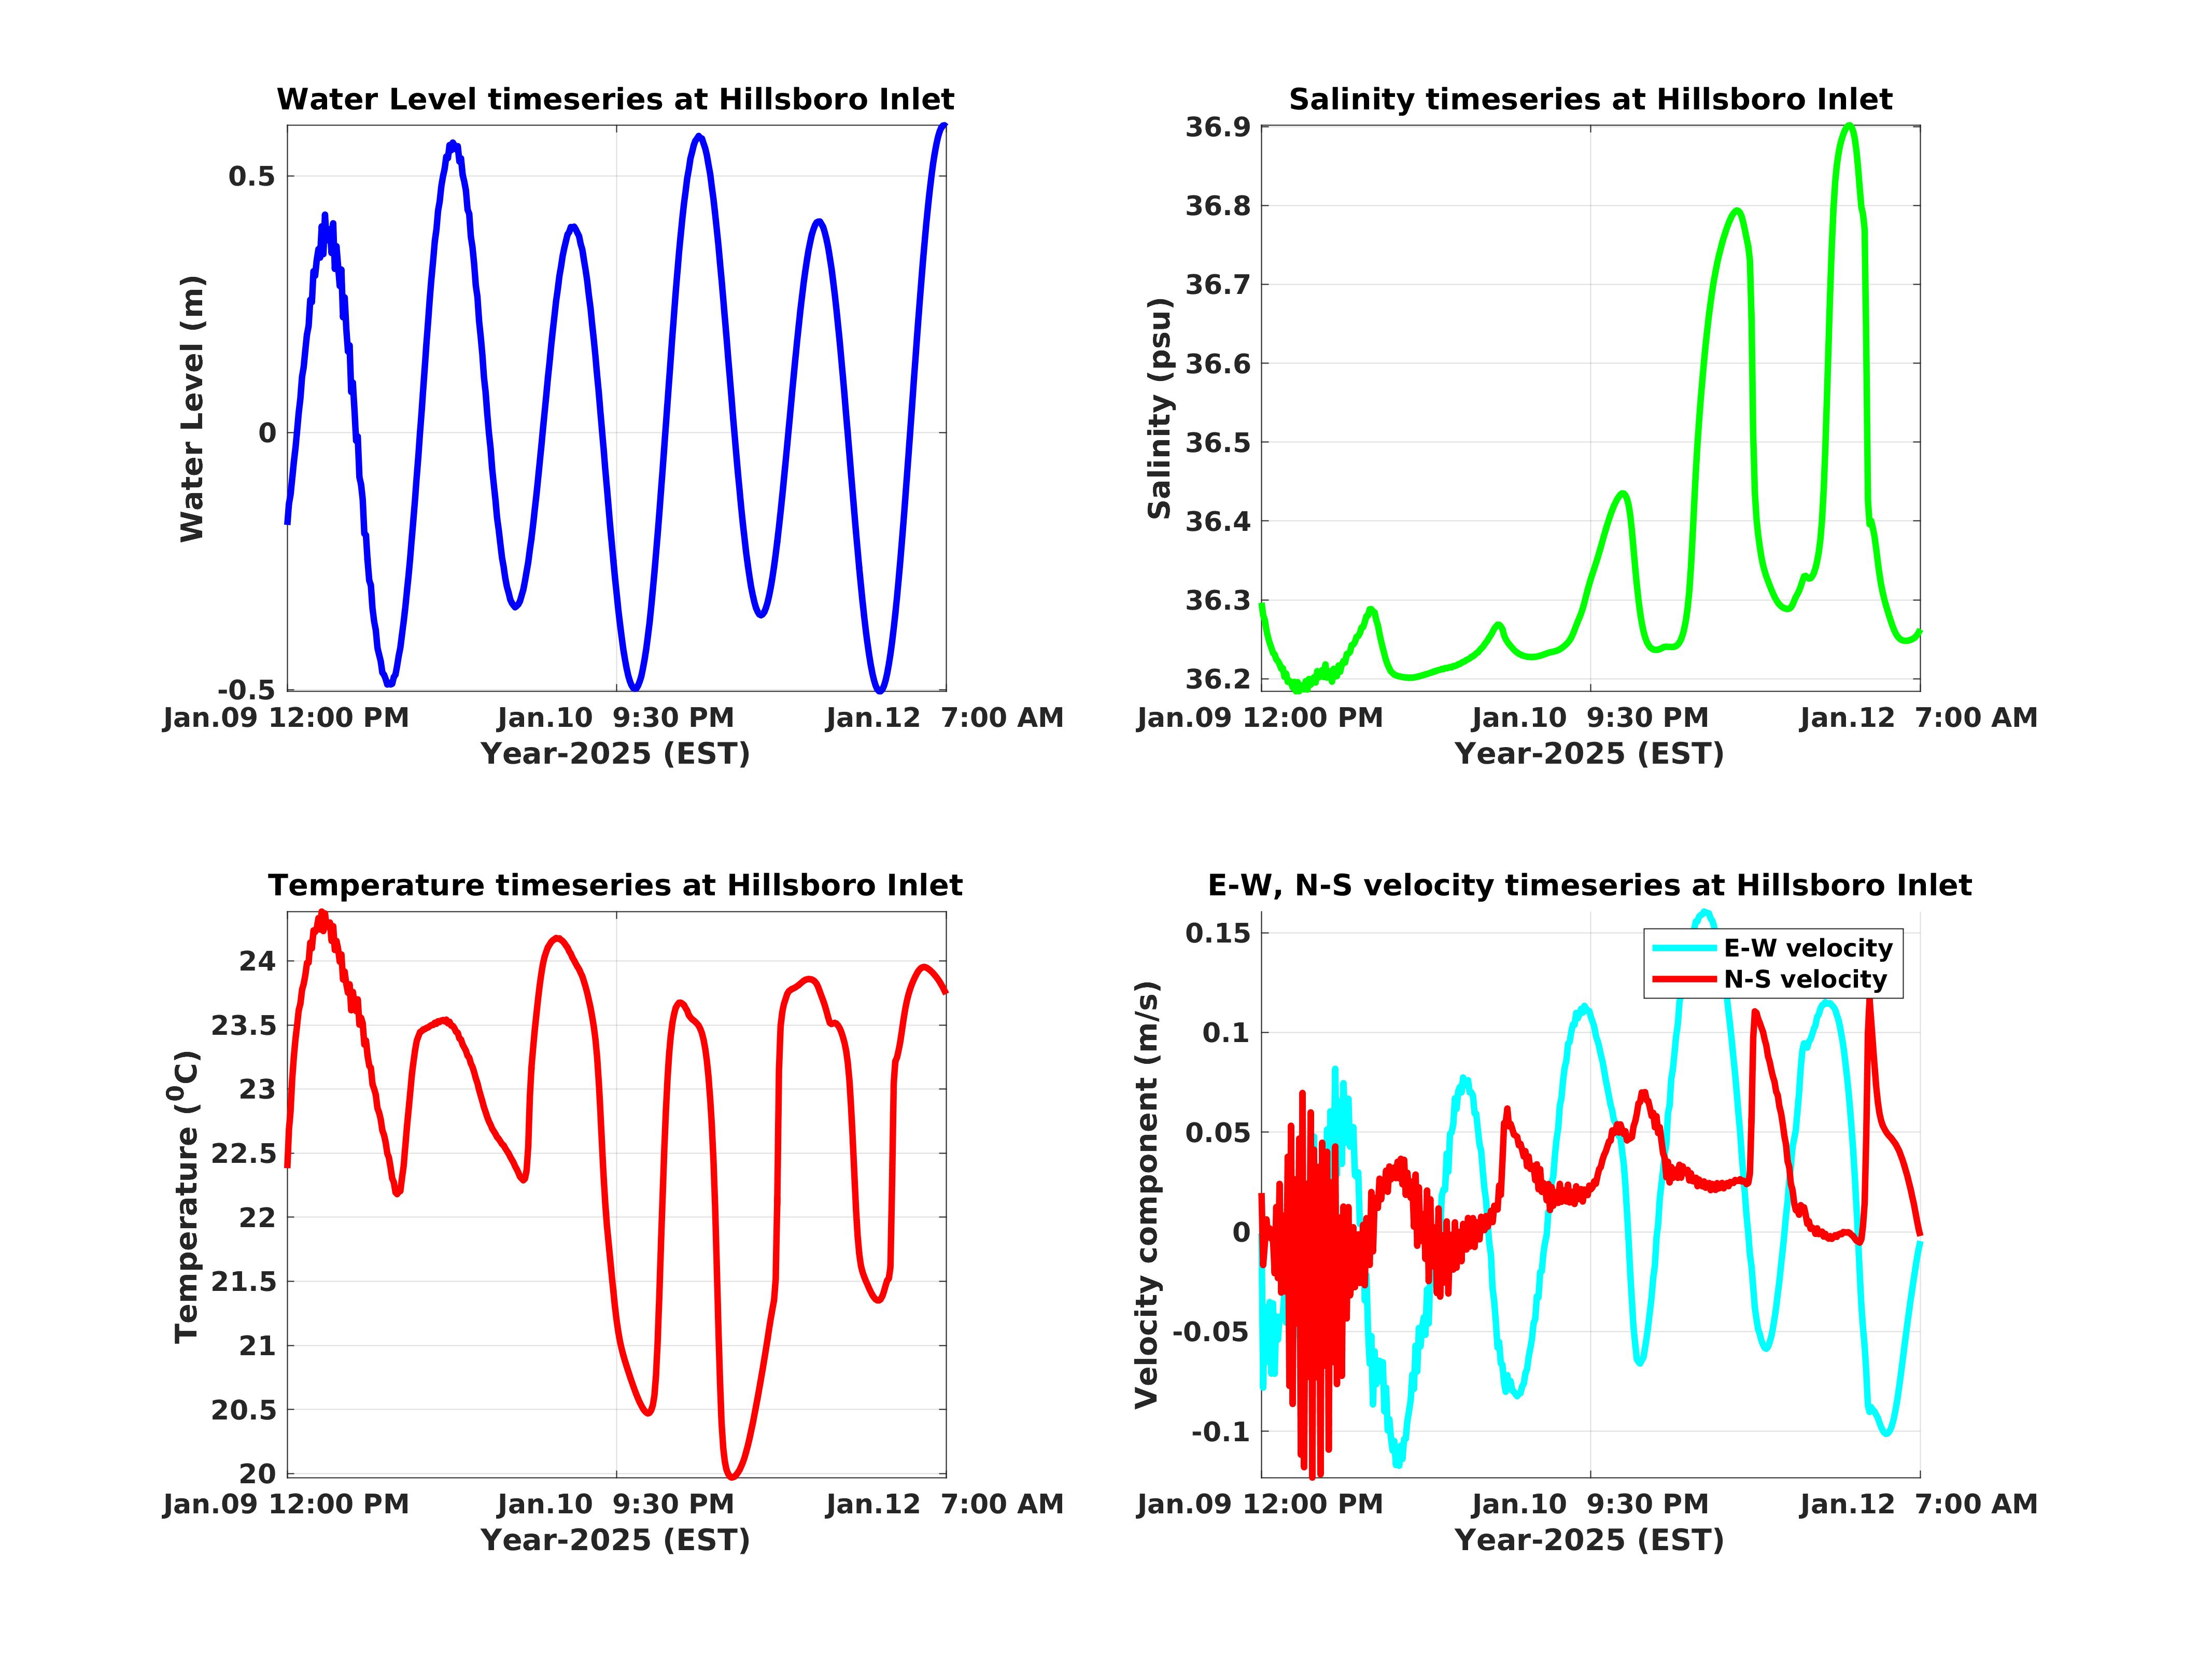 Water Level timeseries at Hillsboro Inlet
Water Level (m)
0.5
0
-0.5
Jan.09 12:00 PM Jan.10 9:30 PM Jan.12 7:00 AM
Year-2025 (EST)
Salinity timeseries at Hillsboro Inlet
Salinity (psu)
36.9
36.8
36.7
36.6
36.5
36.4
36.3
36.2
Jan.09 12:00 PM Jan.10 9:30 PM Jan.12 7:00 AM
Year-2025 (EST)
Temperature timeseries at Hillsboro Inlet
Temperature (⁰C)
24
23.5
23
22.5
22
21.5
21
20.5
20
Jan.09 12:00 PM Jan.10 9:30 PM Jan.12 7:00 AM
Year-2025 (EST)
E-W, N-S velocity timeseries at Hillsboro Inlet
Velocity component (m/s)
0.15
0.1
0.05
0
-0.05
-0.1
E-W velocity
N-S velocity
Jan.09 12:00 PM Jan.10 9:30 PM Jan.12 7:00 AM
Year-2025 (EST)